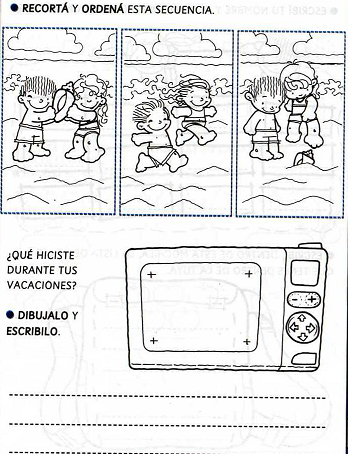 ● RECORTÁ Y ORDENÁ ESTA SECUENCIA.
¿QUÉ HICISTE
DURANTE TUS
VACACIONES?
● DIBUJALO Y
ESCRIBILO.